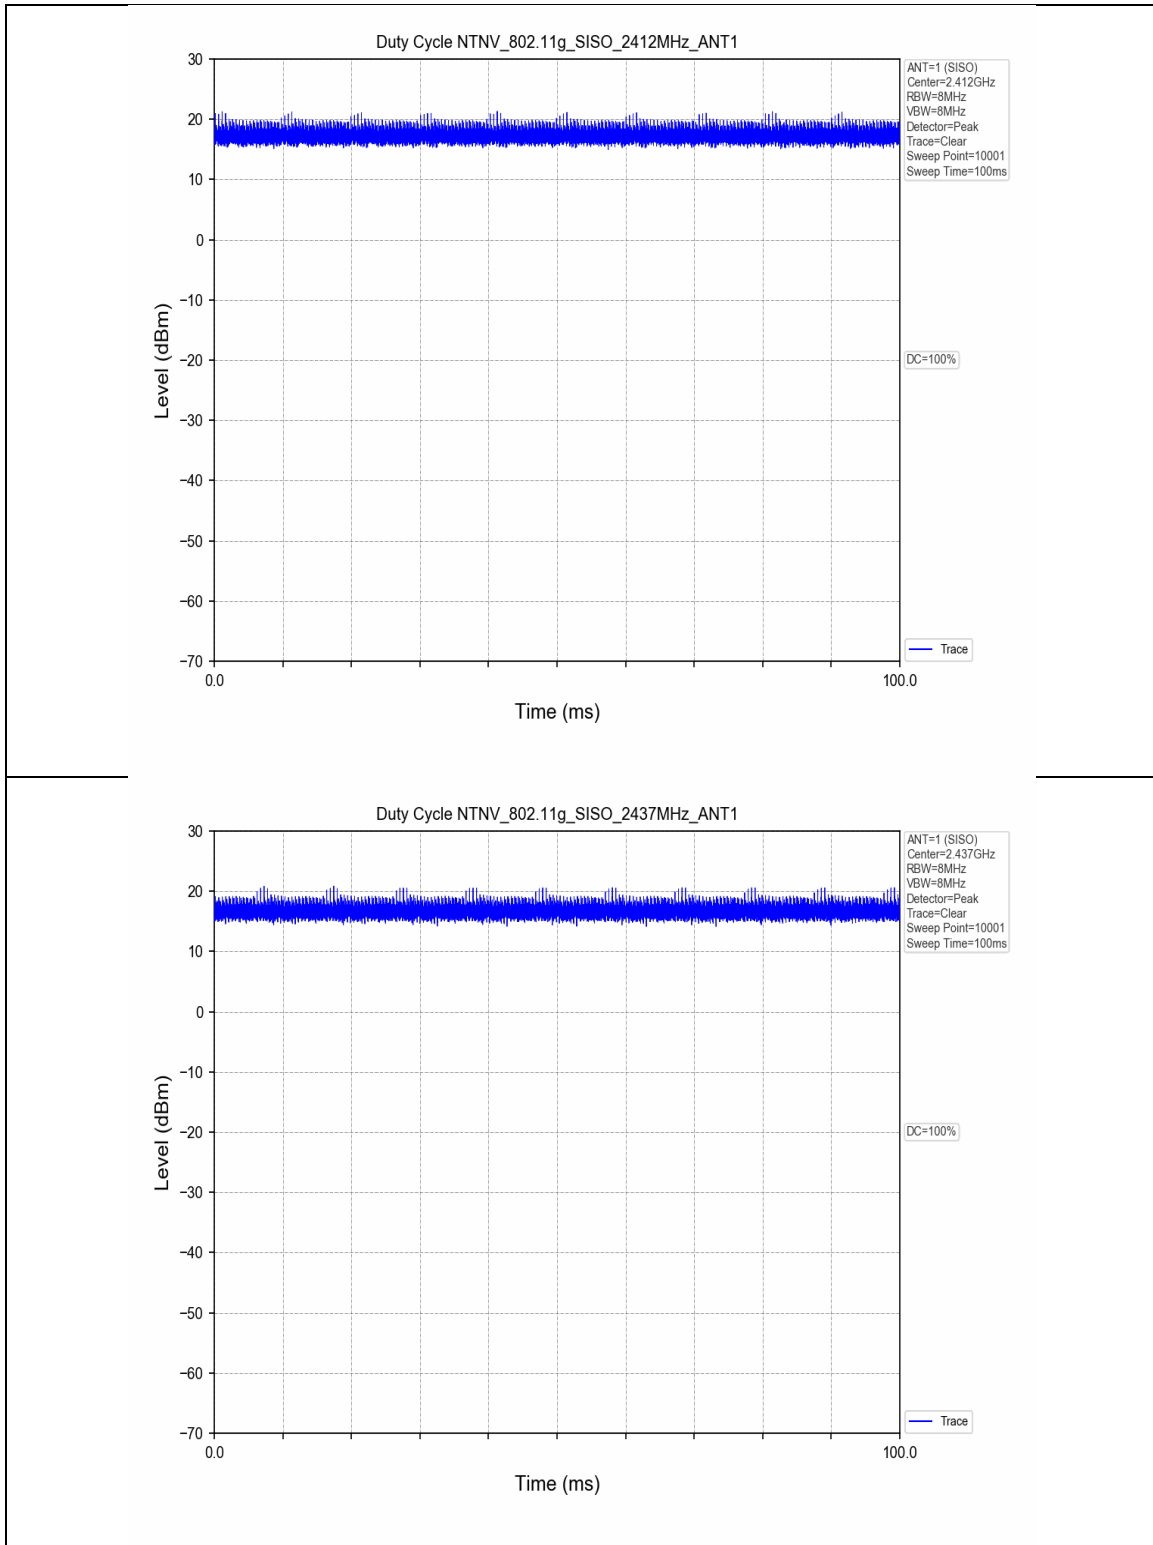 Duty Cycle NTNV_802.11g_SISO_2412MHz_ANT1
30
20
10
0
−10
−20
−30
−40
−50
−60
−70
Level (dBm)
0.0
100.0
Time (ms)
ANT=1 (SISO)
Center=2.412GHz
RBW=8MHz
VBW=8MHz
Detector=Peak
Trace=Clear
Sweep Point=10001
Sweep Time=100ms
DC=100%
Trace
Duty Cycle NTNV_802.11g_SISO_2437MHz_ANT1
30
20
10
0
−10
−20
−30
−40
−50
−60
−70
Level (dBm)
0.0
100.0
Time (ms)
ANT=1 (SISO)
Center=2.437GHz
RBW=8MHz
VBW=8MHz
Detector=Peak
Trace=Clear
Sweep Point=10001
Sweep Time=100ms
DC=100%
Trace